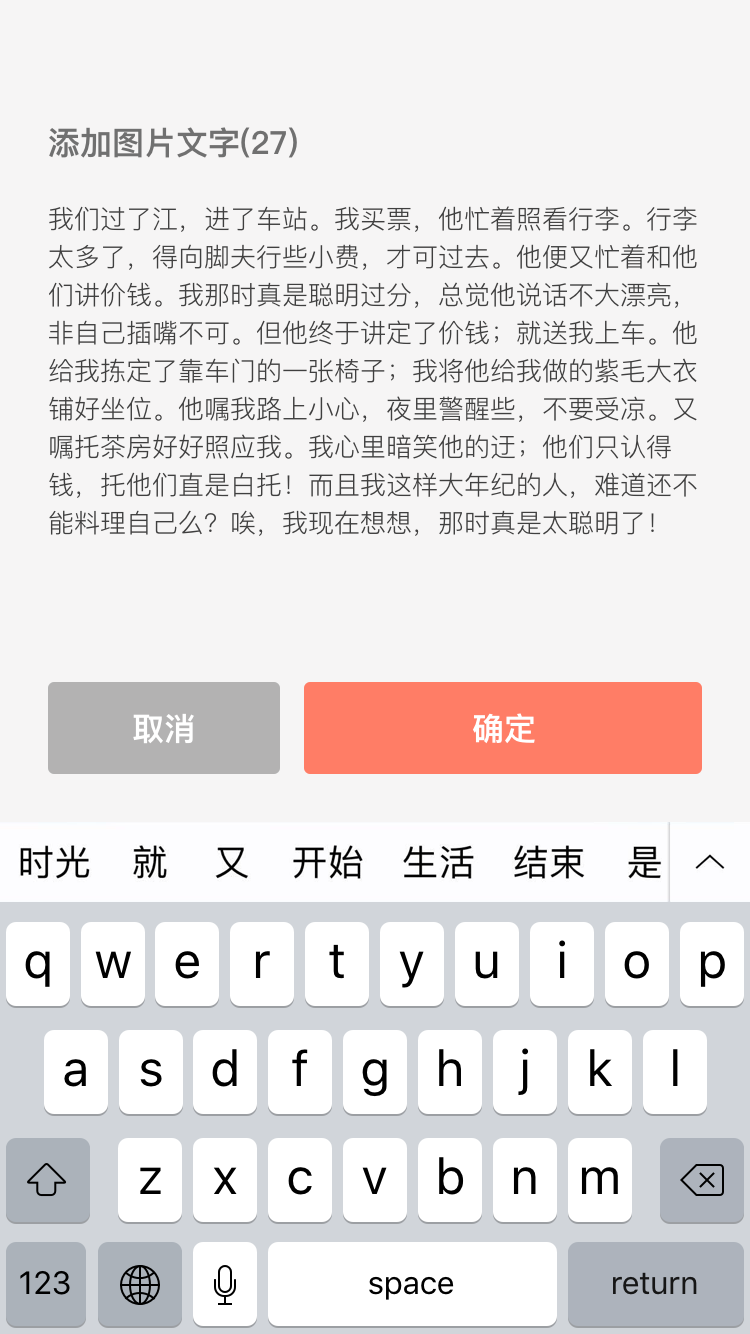 添加图片文字(27)
我们过了江，进了车站。我买票，他忙着照看行李。行李
太多了，得向脚夫行些小费，才可过去。他便又忙着和他
们讲价钱。我那时真是聪明过分，总觉他说话不大漂亮，
非自己插嘴不可。但他终于讲定了价钱；就送我上车。他
给我拣定了靠车门的一张椅子；我将他给我做的紫毛大衣
铺好坐位。他嘱我路上小心，夜里警醒些，不要受凉。又
嘱托茶房好好照应我。我心里暗笑他的迂；他们只认得
钱，托他们直是白托！而且我这样大年纪的人，难道还不
能料理自己么？唉，我现在想想，那时真是太聪明了！
取消 确定
时光 就 又 开始 生活 结束 是
q w e r t y u i o p
a s d f g h j k l
z x c v b n m
123 space return